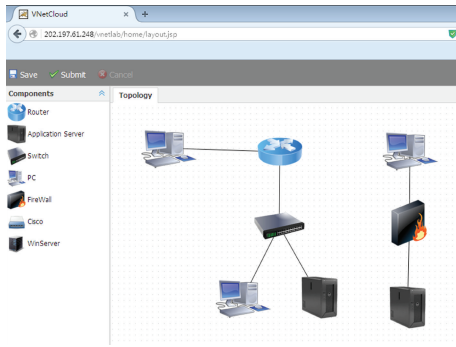 VNetCloud
202.197.61.248/vnetlab/home/layout.jsp
Save Submit Cancel
Components
Topology
Router
Application Server
Switch
PC
FireWall
Cisco
WinServer